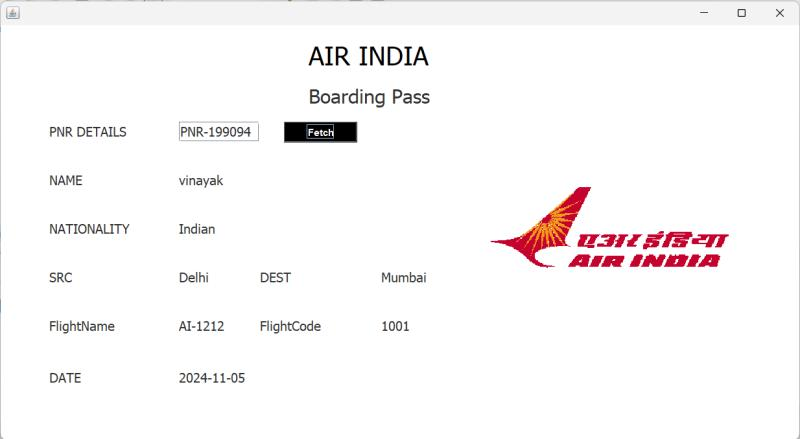 AIR INDIA
Boarding Pass
PNR DETAILS PNR-199094 Fetch
NAME vinayak
NATIONALITY Indian
एअर इंडिया
AIR INDIA
SRC Delhi DEST Mumbai
FlightName AI-1212 FlightCode 1001
DATE 2024-11-05